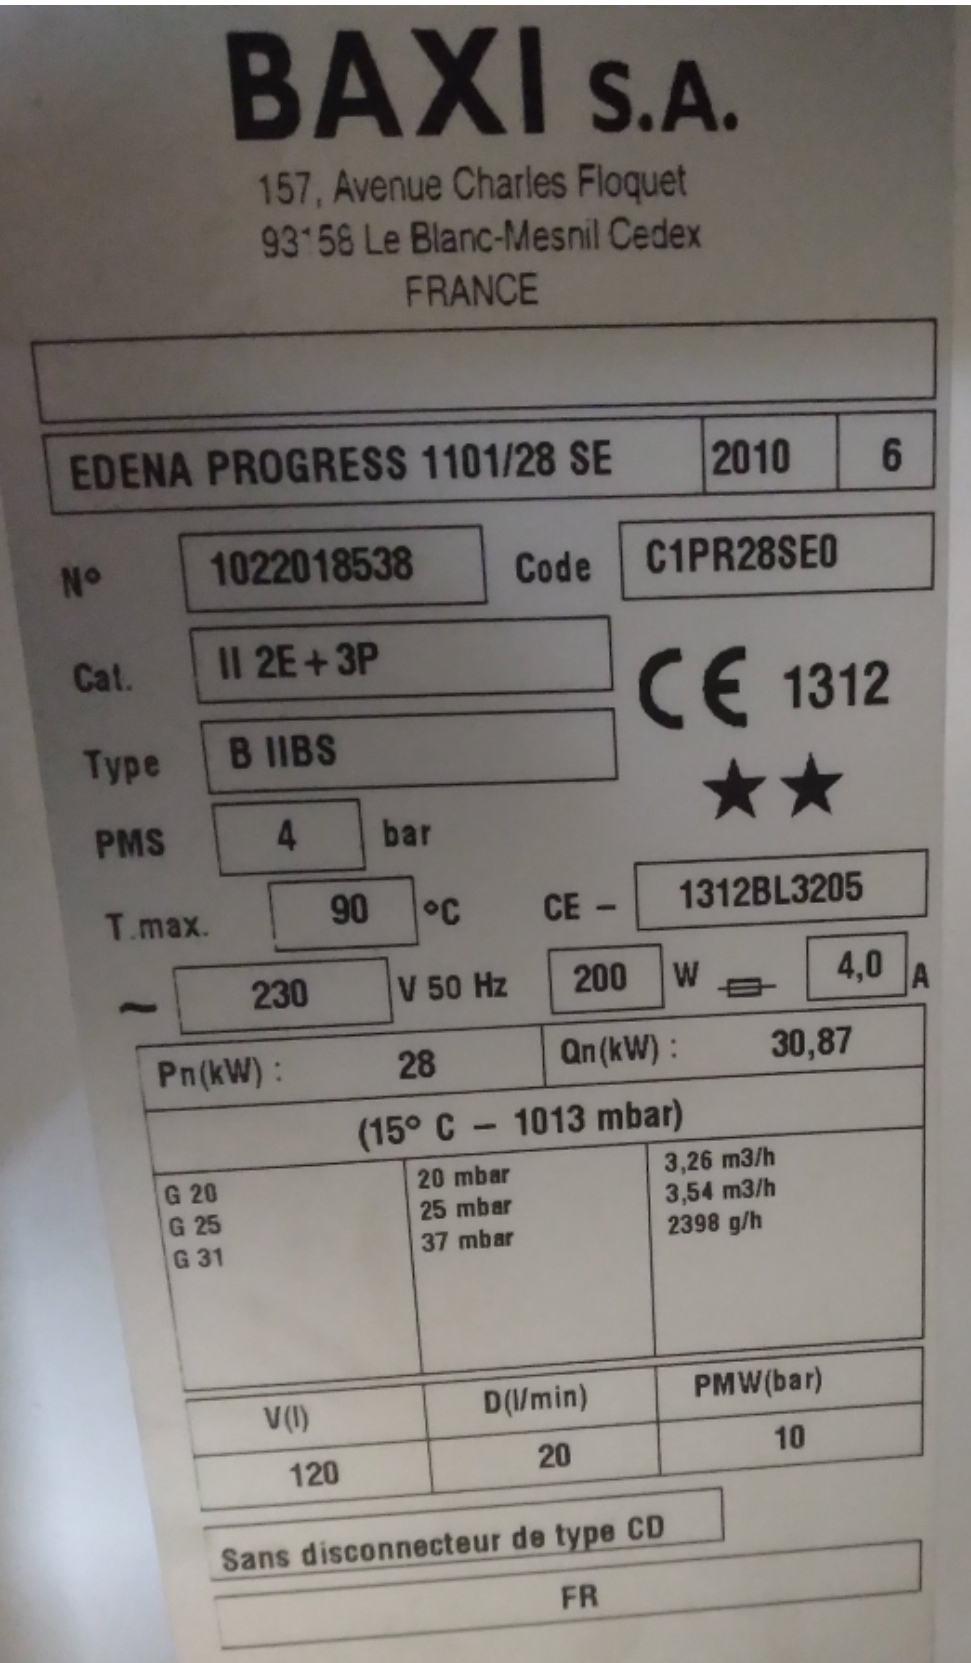 BAXI S.A.
157, Avenue Charles Floquet
93158 Le Blanc-Mesnil Cedex
FRANCE
EDENA PROGRESS 1101/28 SE 2010 6
Nº 1022018538 Code C1PR28SE0
Cat. II 2E+3P
CE 1312
Type B IIBS
★★
PMS 4 bar
T.max. 90 ºC CE – 1312BL3205
~ 230 V 50 Hz 200 W 4,0 A
Pn(kW) : 28 Qn(kW) : 30,87
(15º C – 1013 mbar)
G 20 20 mbar 3,26 m3/h
G 25 25 mbar 3,54 m3/h
G 31 37 mbar 2398 g/h
V(l) D(l/min) PMW(bar)
120 20 10
Sans disconnecteur de type CD
FR